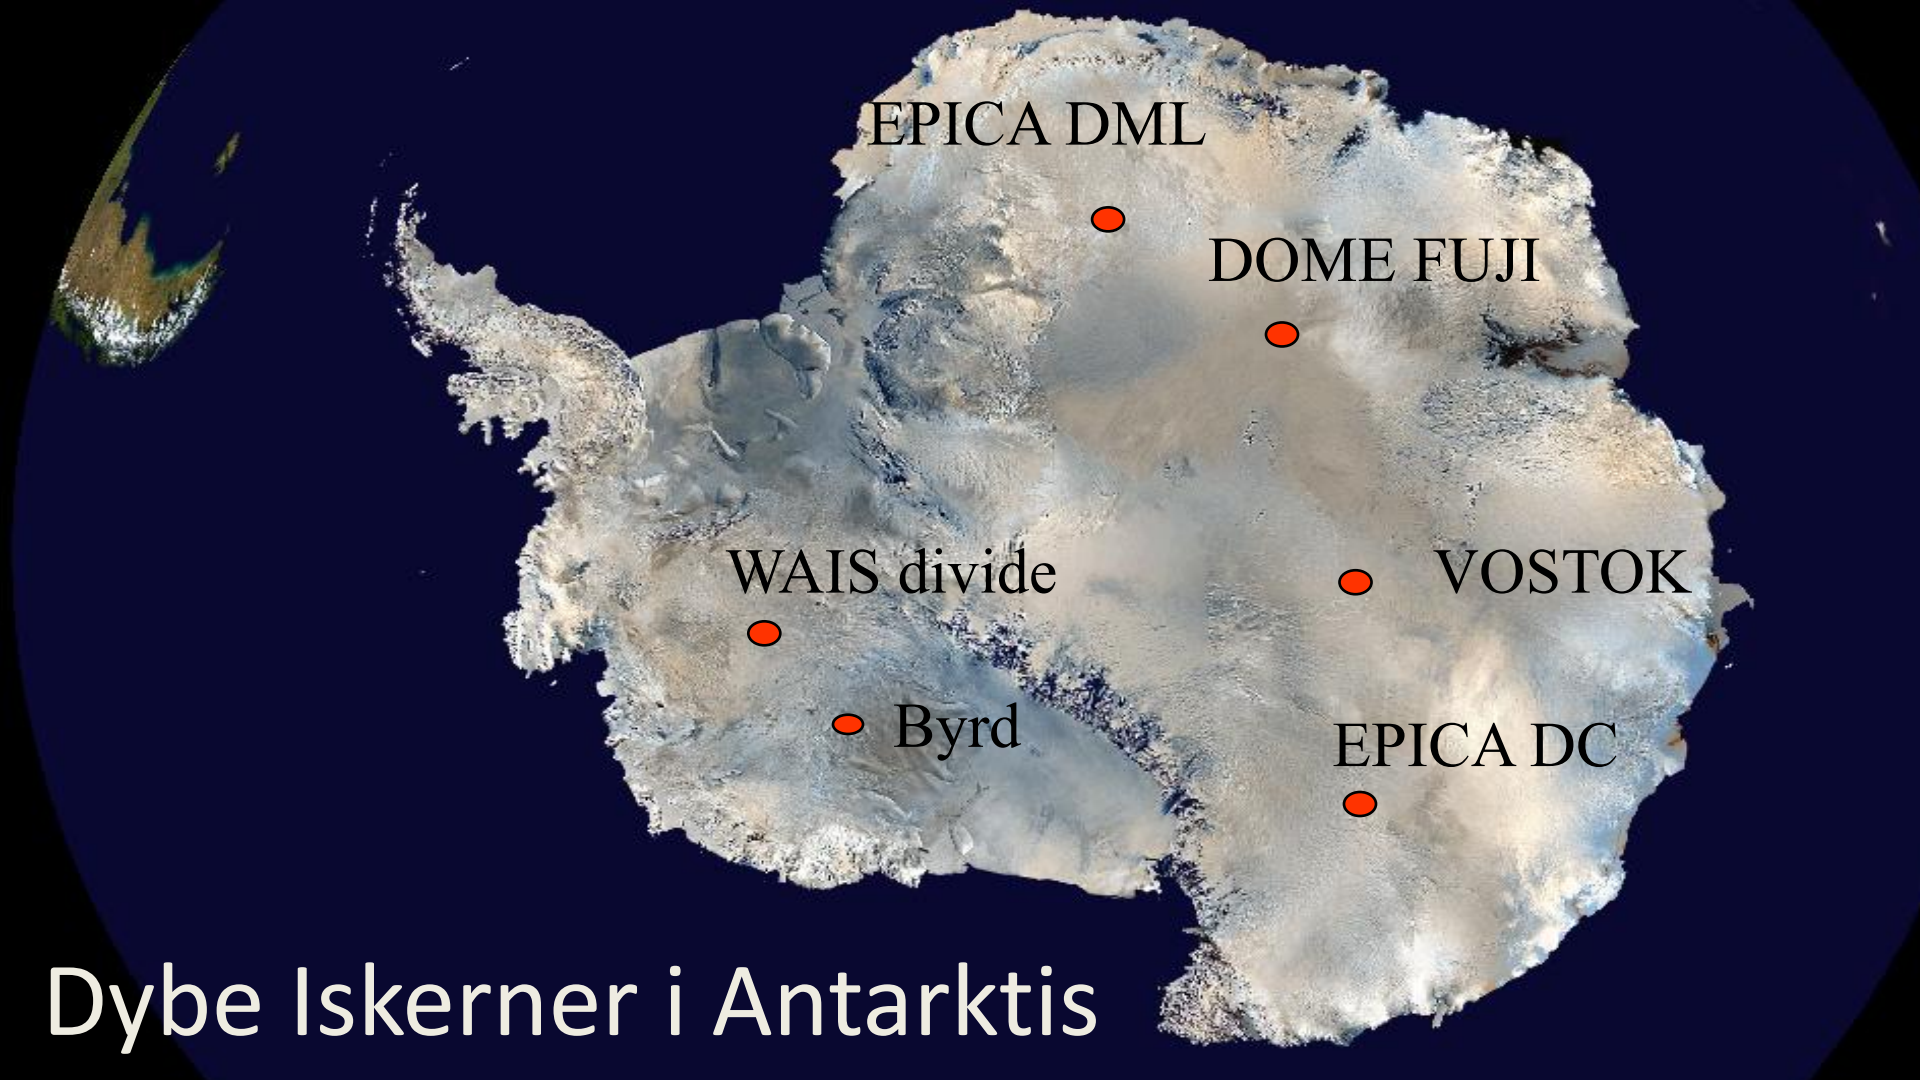 EPICA DML
DOME FUJI
WAIS divide
VOSTOK
Byrd
EPICA DC
Dybe Iskerner i Antarktis